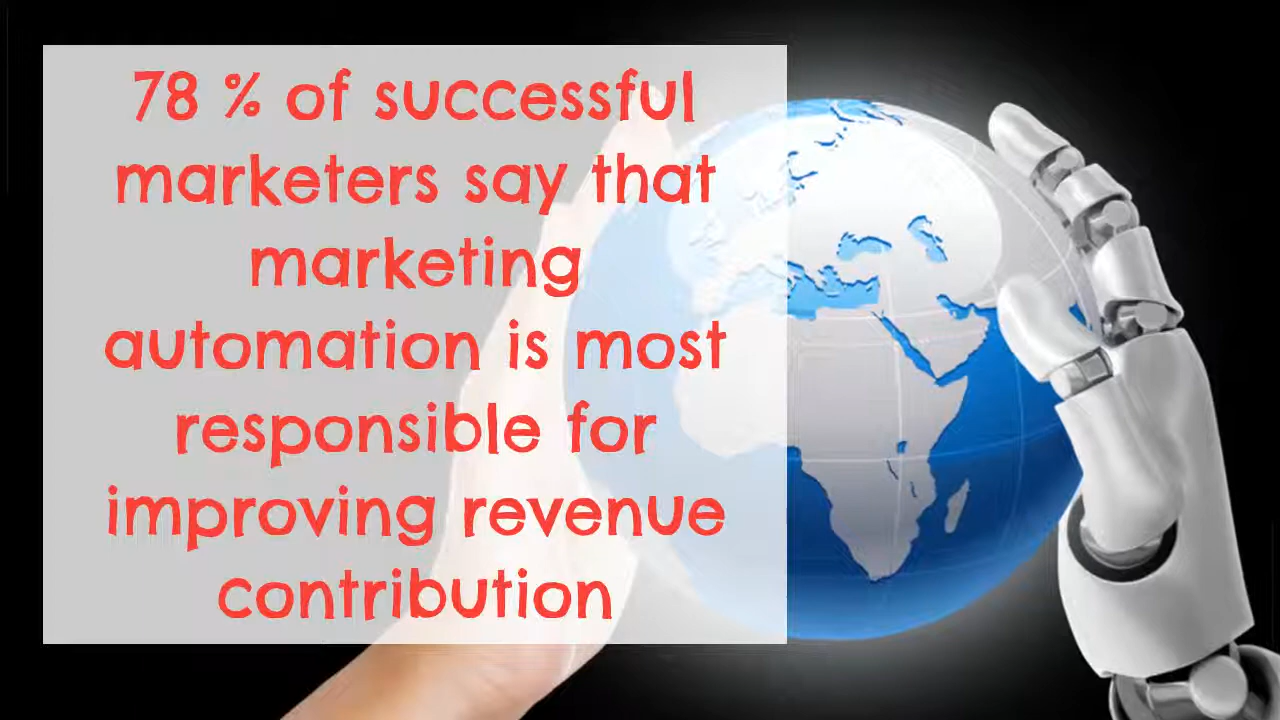 78 % of successful
marketers say that
marketing
automation is most
responsible for
improving revenue
contribution